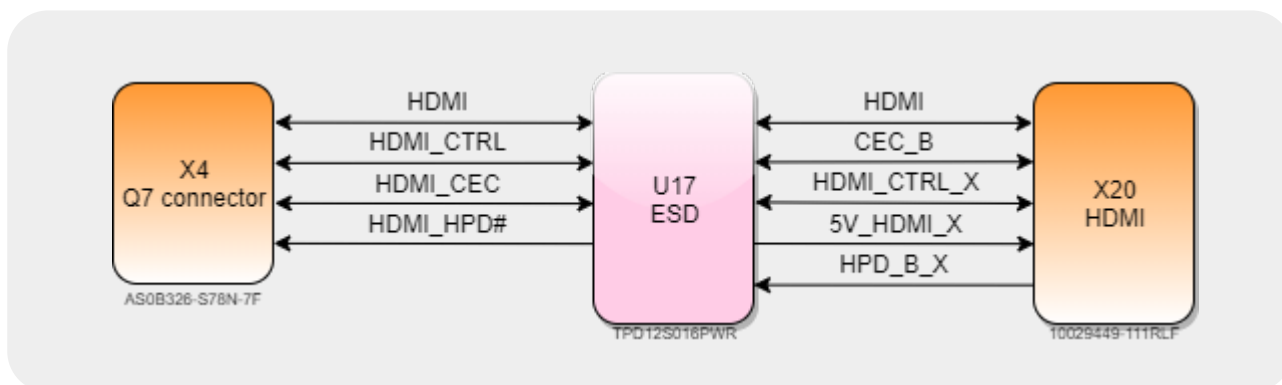 X4
Q7 connector
AS0B326-S78N-7F
HDMI
HDMI_CTRL
HDMI_CEC
HDMI_HPD#
U17
ESD
TPD12S016PWR
HDMI
CEC_B
HDMI_CTRL_X
5V_HDMI_X
HPD_B_X
X20
HDMI
10029449-111RLF